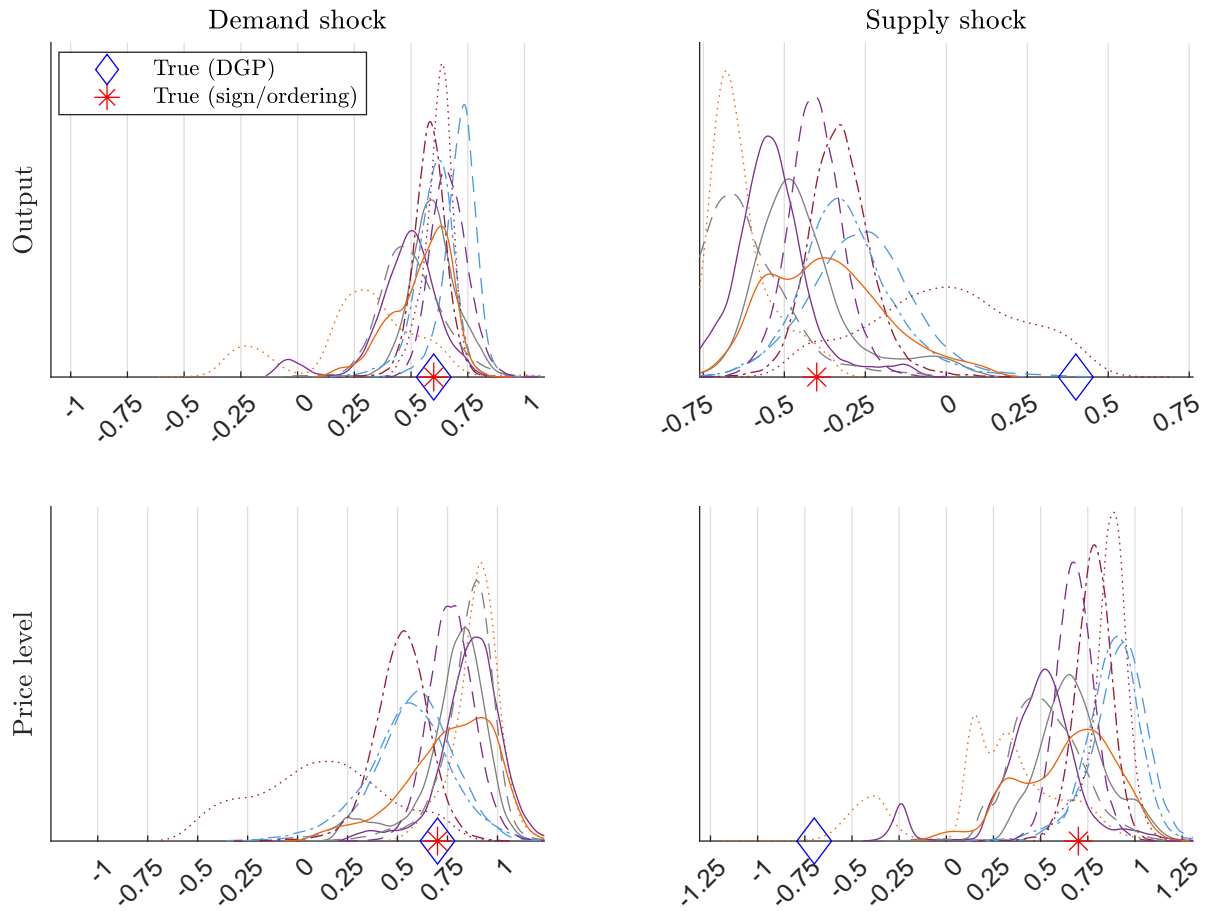 Demand shock
Supply shock
True (DGP)
True (sign/ordering)
Output
-1 -0.75 -0.5 -0.25 0 0.25 0.5 0.75 1
-0.75 -0.5 -0.25 0 0.25 0.5 0.75
Price level
-1 -0.75 -0.5 -0.25 0 0.25 0.5 0.75 1
-1.25 -1 -0.75 -0.5 -0.25 0 0.25 0.5 0.75 1 1.25